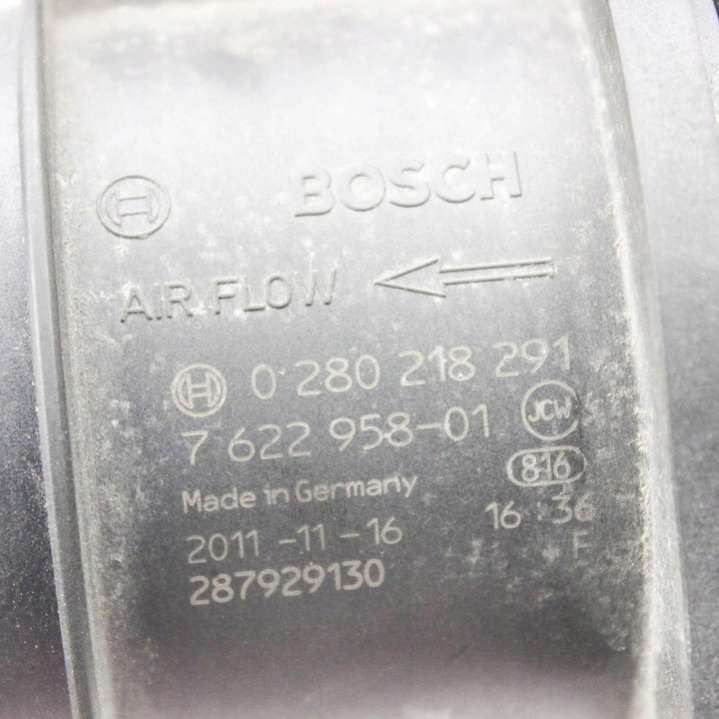 BOSCH
AIR FLOW
0 280 218 291
7 622 958-01 JCW
816
Made in Germany
2011-11-16 16:36
F
287929130